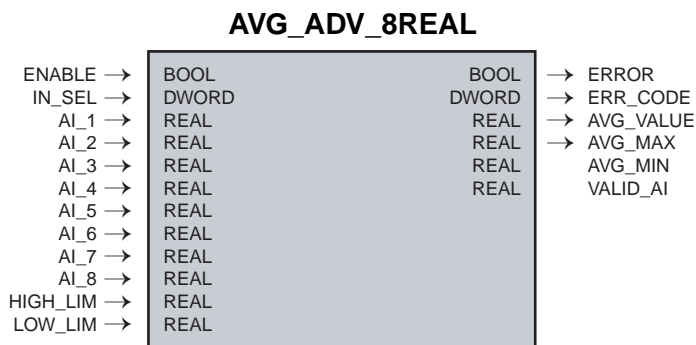 AVG_ADV_8REAL
ENABLE → BOOL BOOL → ERROR
IN_SEL → DWORD DWORD → ERR_CODE
AI_1 → REAL REAL → AVG_VALUE
AI_2 → REAL REAL → AVG_MAX
AI_3 → REAL REAL AVG_MIN
AI_4 → REAL REAL VALID_AI
AI_5 → REAL
AI_6 → REAL
AI_7 → REAL
AI_8 → REAL
HIGH_LIM → REAL
LOW_LIM → REAL